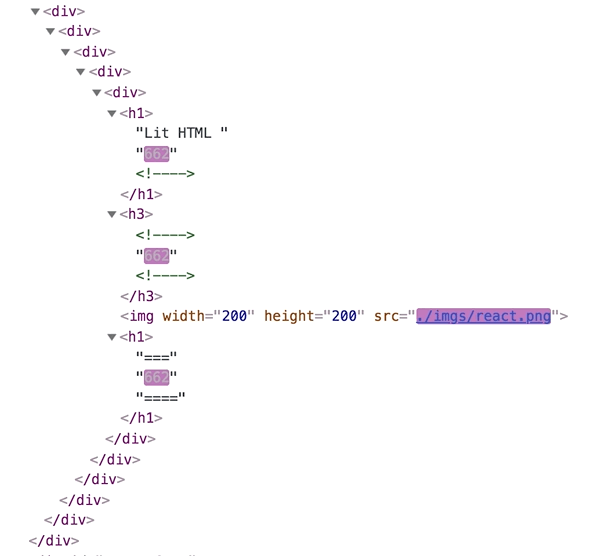 ▼<div>
▼<div>
▼<div>
▼<div>
▼<div>
▼<h1>
"Lit HTML "
"662"
<!---->
</h1>
▼<h3>
<!---->
"662"
<!---->
</h3>
<img width="200" height="200" src="./imgs/react.png">
▼<h1>
"==="
"662"
"===="
</h1>
</div>
</div>
</div>
</div>
</div>
</div>